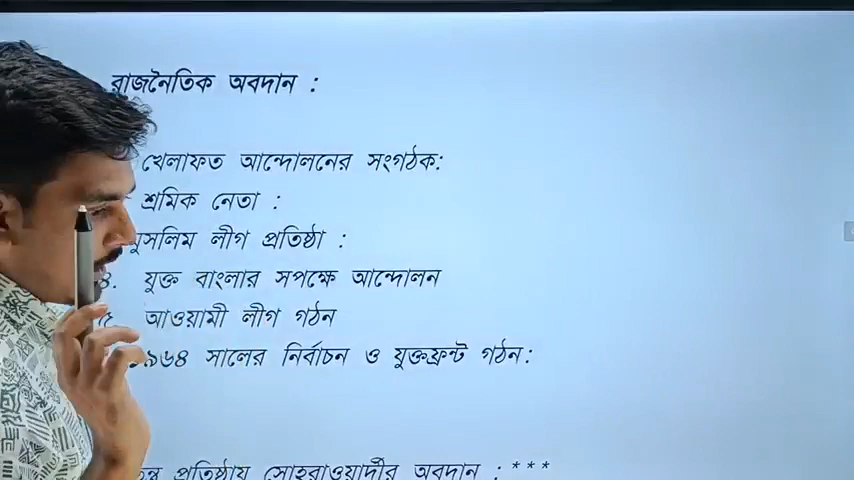 রাজনৈতিক অবদান :
খেলাফত আন্দোলনের সংগঠক:
শ্রমিক নেতা :
লীগ প্রতিষ্ঠা :
৪. যুক্ত বাংলার সপক্ষে আন্দোলন
আওয়ামী লীগ গঠন
সালের নির্বাচন ও যুক্তফ্রন্ট গঠন:
প্রতিষ্ঠায় সোহরাওয়ার্দীর অবদান : ***